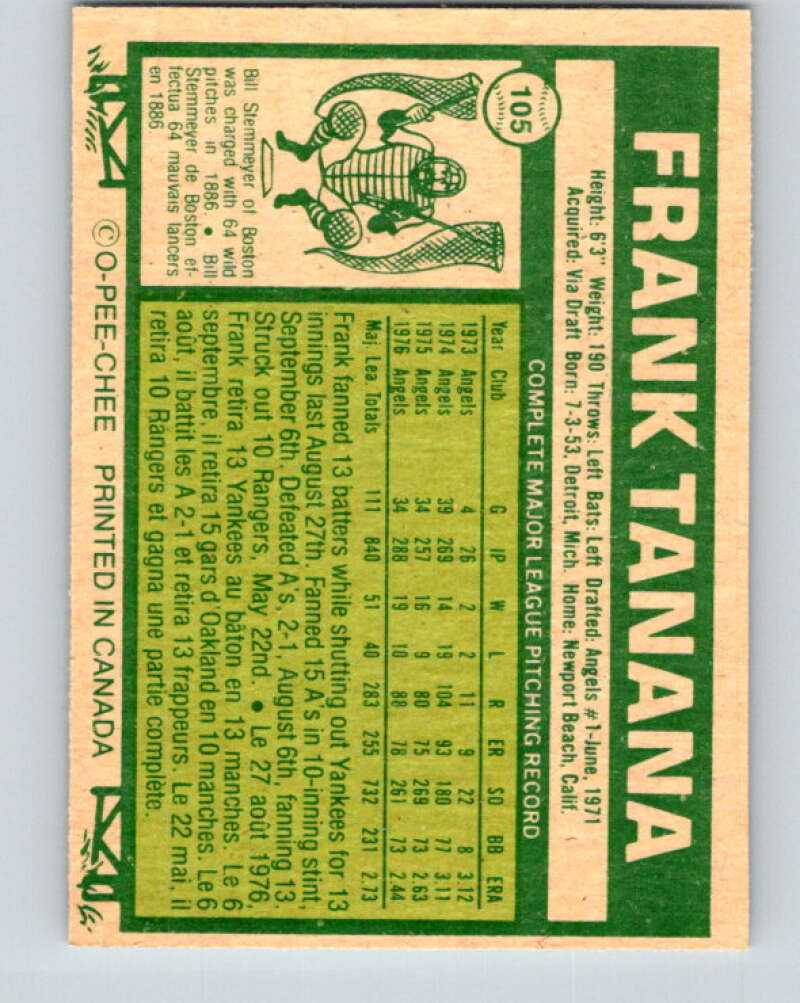 105
FRANK TANANA
Height: 6'3" Weight: 190 Throws: Left Bats: Left Drafted: Angels #1-June, 1971
Acquired: Via Draft Born: 7-3-53, Detroit, Mich. Home: Newport Beach, Calif.
COMPLETE MAJOR LEAGUE PITCHING RECORD
Year Club G IP W L R ER SO BB ERA
1973 Angels 4 26 2 2 11 9 22 8 3.12
1974 Angels 39 269 14 19 104 93 180 77 3.11
1975 Angels 34 257 16 9 80 75 269 73 2.63
1976 Angels 34 288 19 10 88 78 261 73 2.44
Maj. Lea. Totals 111 840 51 40 283 255 732 231 2.73
Frank fanned 13 batters while shutting out Yankees for 13
innings last August 27th. Fanned 15 A's in 10-inning stint,
September 6th. Defeated A's, 2-1, August 6th, fanning 13.
Struck out 10 Rangers, May 22nd. • Le 27 août 1976,
Frank retira 13 Yankees au bâton en 13 manches. Le 6
septembre, il retira 15 gars d'Oakland en 10 manches. Le 6
août, il battit les A 2-1 et retira 13 frappeurs. Le 22 mai, il
retira 10 Rangers et gagna une partie complète.
Bill Stemmeyer of Boston
was charged with 64 wild
pitches in 1886. • Bill
Stemmeyer de Boston ef-
fectua 64 mauvais lancers
en 1886
©O-PEE-CHEE PRINTED IN CANADA